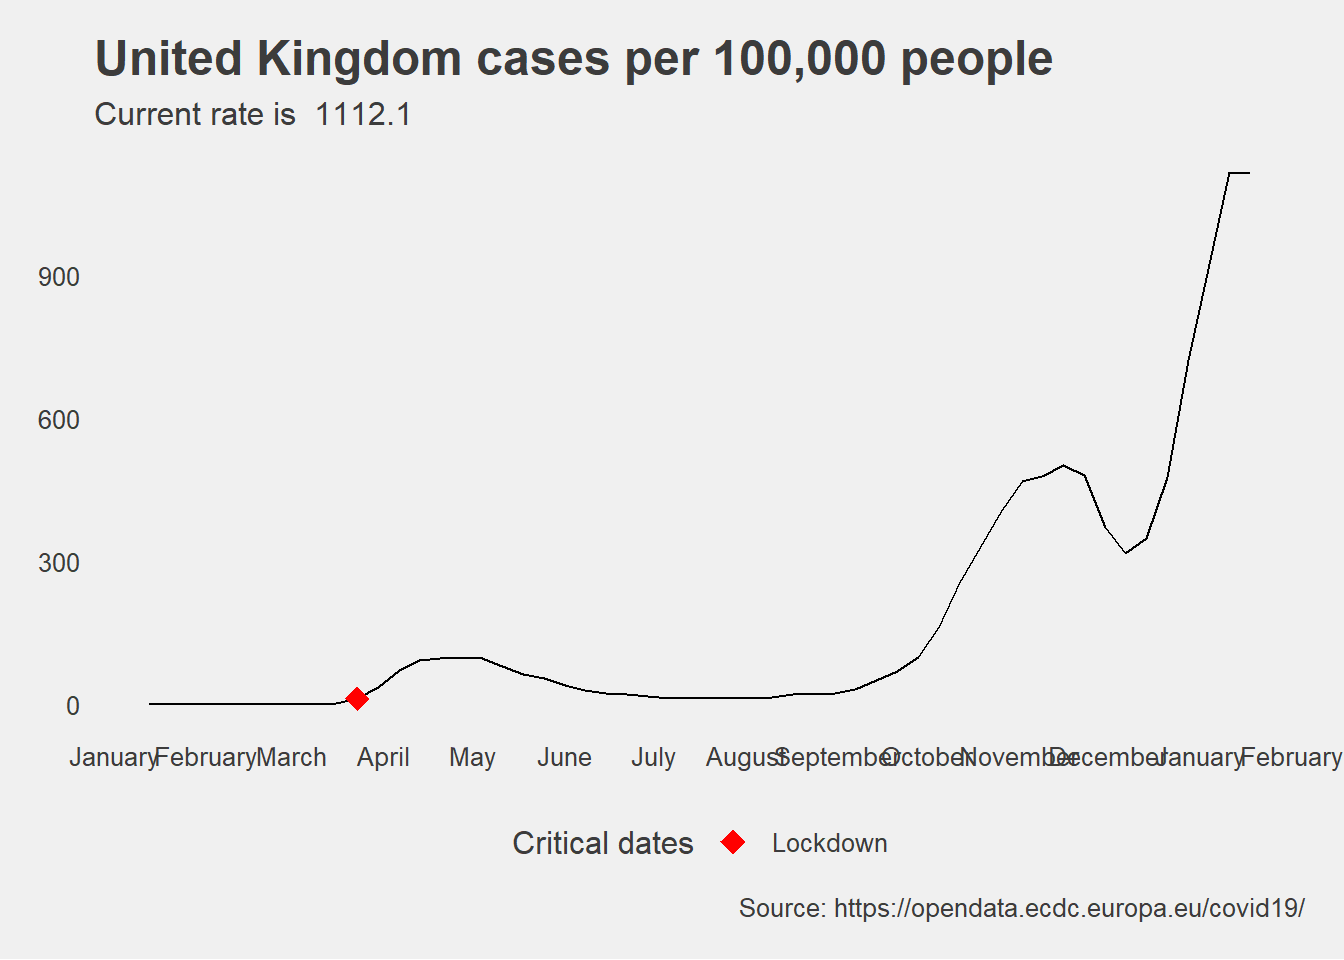 United Kingdom cases per 100,000 people
Current rate is  1112.1
900
600
300
0
January February March April May June July August September October November December January February
Critical dates Lockdown
Source: https://opendata.ecdc.europa.eu/covid19/